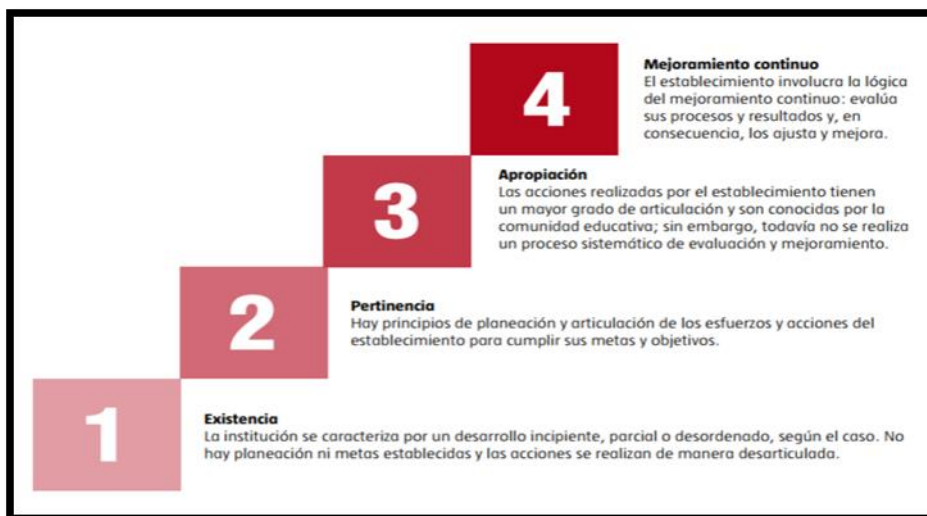 4
Mejoramiento continuo
El establecimiento involucra la lógica
del mejoramiento continuo: evalúa
sus procesos y resultados y, en
consecuencia, los ajusta y mejora.
3
Apropiación
Las acciones realizadas por el establecimiento tienen
un mayor grado de articulación y son conocidas por la
comunidad educativa; sin embargo, todavía no se realiza
un proceso sistemático de evaluación y mejoramiento.
2
Pertinencia
Hay principios de planeación y articulación de los esfuerzos y acciones del
establecimiento para cumplir sus metas y objetivos.
1
Existencia
La institución se caracteriza por un desarrollo incipiente, parcial o desordenado, según el caso. No
hay planeación ni metas establecidas y las acciones se realizan de manera desarticulada.